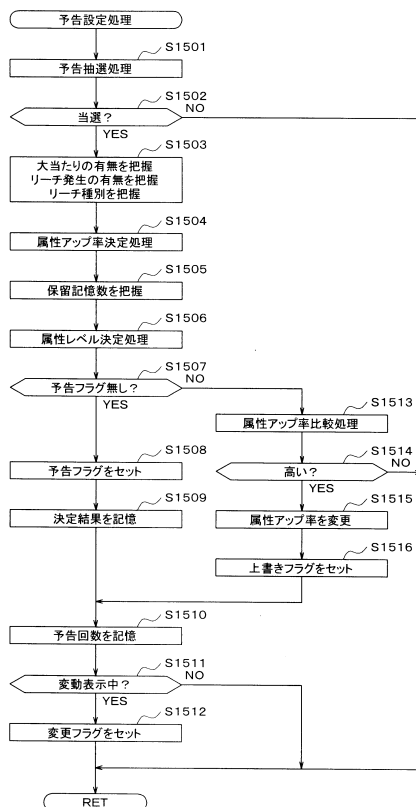 予告設定処理
S1501
予告抽選処理
S1502
当選?
NO
YES
S1503
大当たりの有無を把握
リーチ発生の有無を把握
リーチ種別を把握
S1504
属性アップ率決定処理
S1505
保留記憶数を把握
S1506
属性レベル決定処理
S1507
予告フラグ無し?
NO
YES
S1513
属性アップ率比較処理
S1508
予告フラグをセット
S1514
高い?
NO
YES
S1509
決定結果を記憶
S1515
属性アップ率を変更
S1516
上書きフラグをセット
S1510
予告回数を記憶
S1511
変動表示中?
NO
YES
S1512
変更フラグをセット
RET